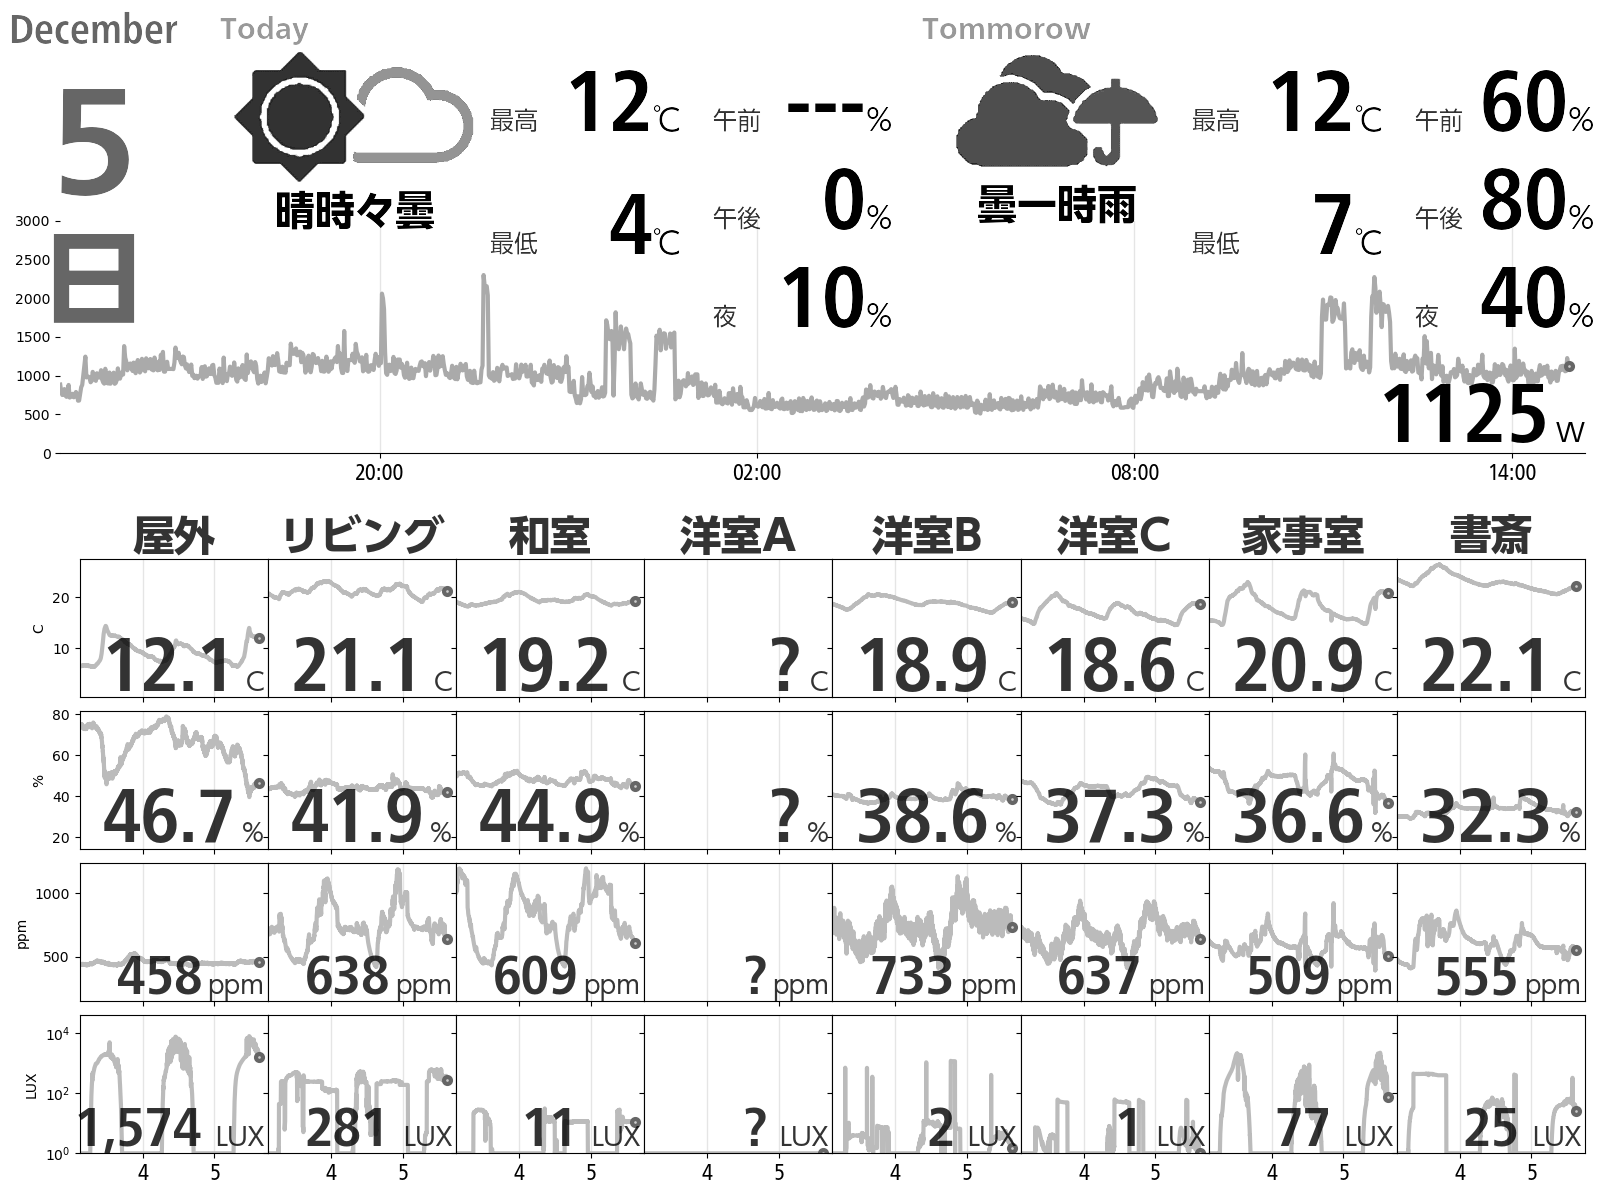 December
Today
Tommorow
5
日
晴時々曇
最高 12℃
最低 4℃
午前 ---%
午後 0%
夜 10%
曇一時雨
最高 12℃
最低 7℃
午前 60%
午後 80%
夜 40%
3000
2500
2000
1500
1000
500
0
1125 W
20:00 02:00 08:00 14:00
屋外 リビング 和室 洋室A 洋室B 洋室C 家事室 書斎
C
20
10
12.1 C 21.1 C 19.2 C ? C 18.9 C 18.6 C 20.9 C 22.1 C
%
80
60
40
20
46.7 % 41.9 % 44.9 % ? % 38.6 % 37.3 % 36.6 % 32.3 %
ppm
1000
500
458 ppm 638 ppm 609 ppm ? ppm 733 ppm 637 ppm 509 ppm 555 ppm
LUX
10⁴
10²
10⁰
1,574 LUX 281 LUX 11 LUX ? LUX 2 LUX 1 LUX 77 LUX 25 LUX
4 5 4 5 4 5 4 5 4 5 4 5 4 5 4 5